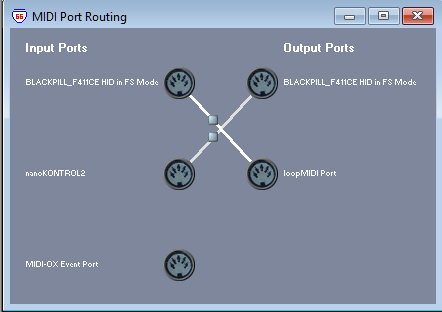 66 MIDI Port Routing
Input Ports Output Ports
BLACKPILL_F411CE HID in FS Mode BLACKPILL_F411CE HID in FS Mode
nanoKONTROL2 loopMIDI Port
MIDI-OX Event Port